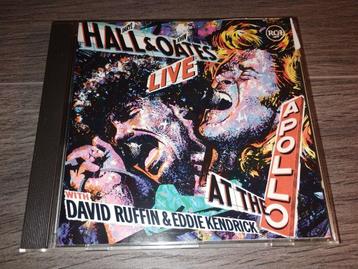 HALL & OATES
RCA
LIVE
AT THE
APOLLO
WITH
DAVID RUFFIN & EDDIE KENDRICK